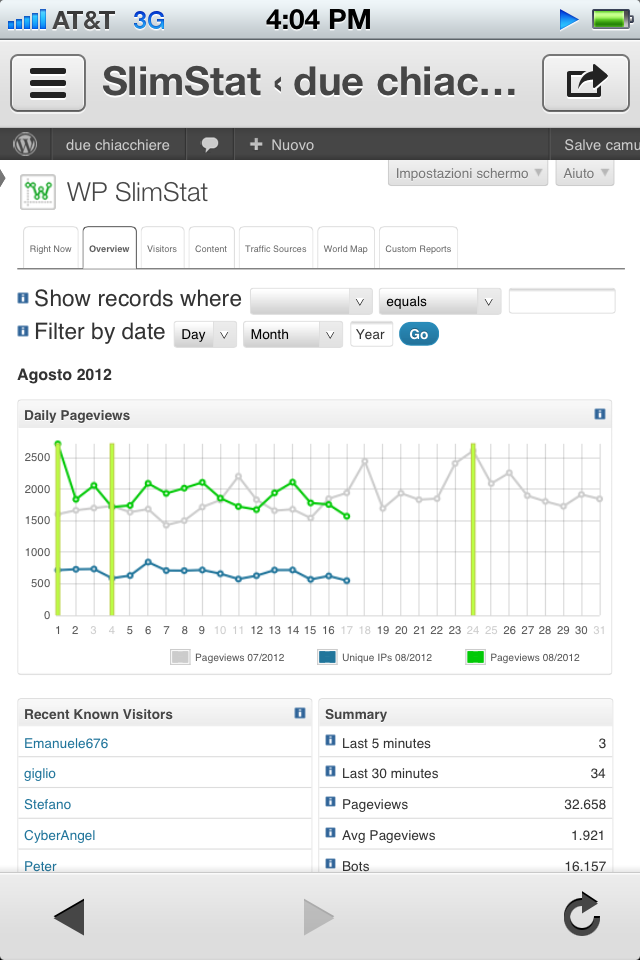 AT&T 3G 4:04 PM
SlimStat ‹ due chiac...
due chiacchiere + Nuovo Salve camu
Impostazioni schermo Aiuto
WP SlimStat
Right Now Overview Visitors Content Traffic Sources World Map Custom Reports
Show records where equals
Filter by date Day Month Year Go
Agosto 2012
Daily Pageviews
2500
2000
1500
1000
500
0
1 2 3 4 5 6 7 8 9 10 11 12 13 14 15 16 17 18 19 20 21 22 23 24 25 26 27 28 29 30 31
Pageviews 07/2012 Unique IPs 08/2012 Pageviews 08/2012
Recent Known Visitors
Emanuele676
giglio
Stefano
CyberAngel
Peter
Summary
Last 5 minutes 3
Last 30 minutes 34
Pageviews 32.658
Avg Pageviews 1.921
Bots 16.157